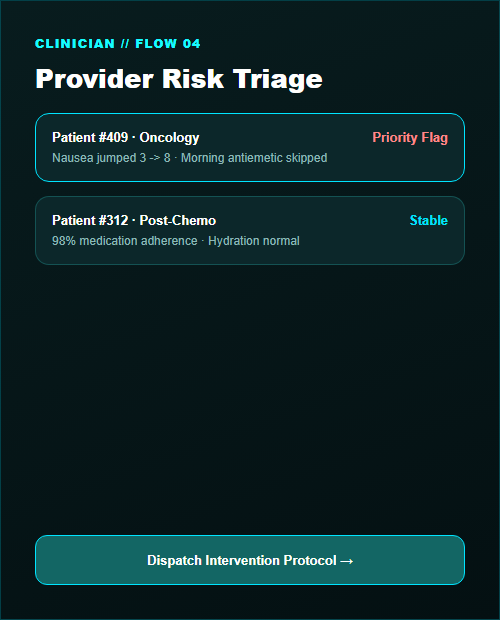 CLINICIAN // FLOW 04
Provider Risk Triage
Patient #409 · Oncology Priority Flag
Nausea jumped 3 -> 8 · Morning antiemetic skipped
Patient #312 · Post-Chemo Stable
98% medication adherence · Hydration normal
Dispatch Intervention Protocol →